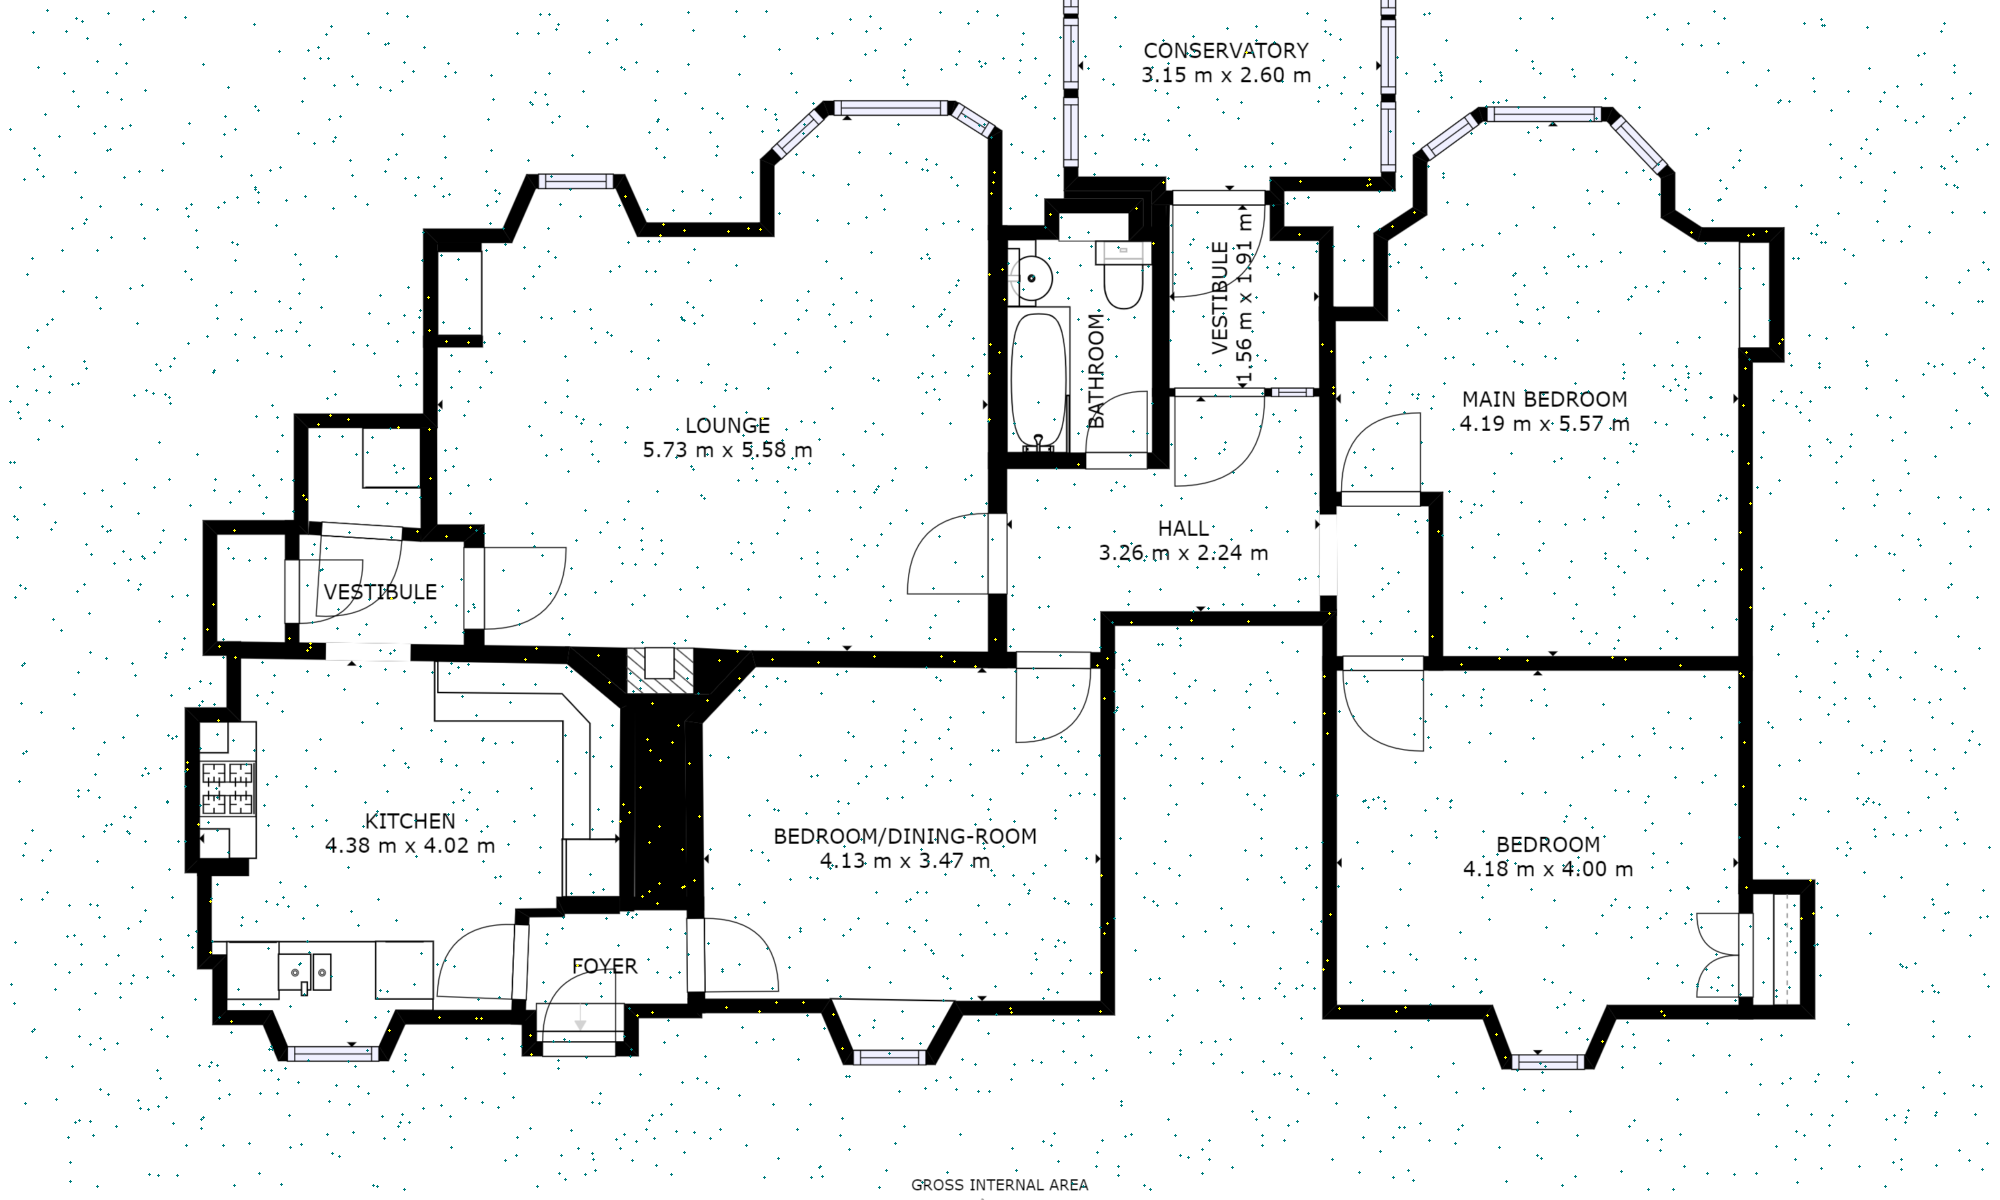 CONSERVATORY
3.15 m x 2.60 m
VESTIBULE
1.56 m x 1.91 m
BATHROOM
MAIN BEDROOM
4.19 m x 5.57 m
LOUNGE
5.73 m x 5.58 m
HALL
3.26 m x 2.24 m
VESTIBULE
KITCHEN
4.38 m x 4.02 m
BEDROOM/DINING-ROOM
4.13 m x 3.47 m
BEDROOM
4.18 m x 4.00 m
FOYER
GROSS INTERNAL AREA